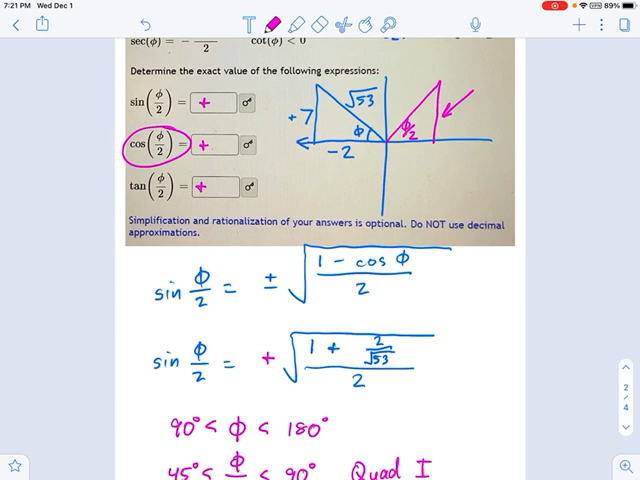 7:21 PM Wed Dec 1
89%
sec(ϕ) = − 2
cot(ϕ) < 0
Determine the exact value of the following expressions:
sin(ϕ/2) = +
cos(ϕ/2) = +
tan(ϕ/2) = +
+7
√53
ϕ
−2
ϕ/2
Simplification and rationalization of your answers is optional. Do NOT use decimal
approximations.
sin ϕ/2 = ± √((1 − cos ϕ)/2)
sin ϕ/2 = + √((1 + 2/√53)/2)
90° < ϕ < 180°
45° < ϕ < 90° Quad I
2
/
4